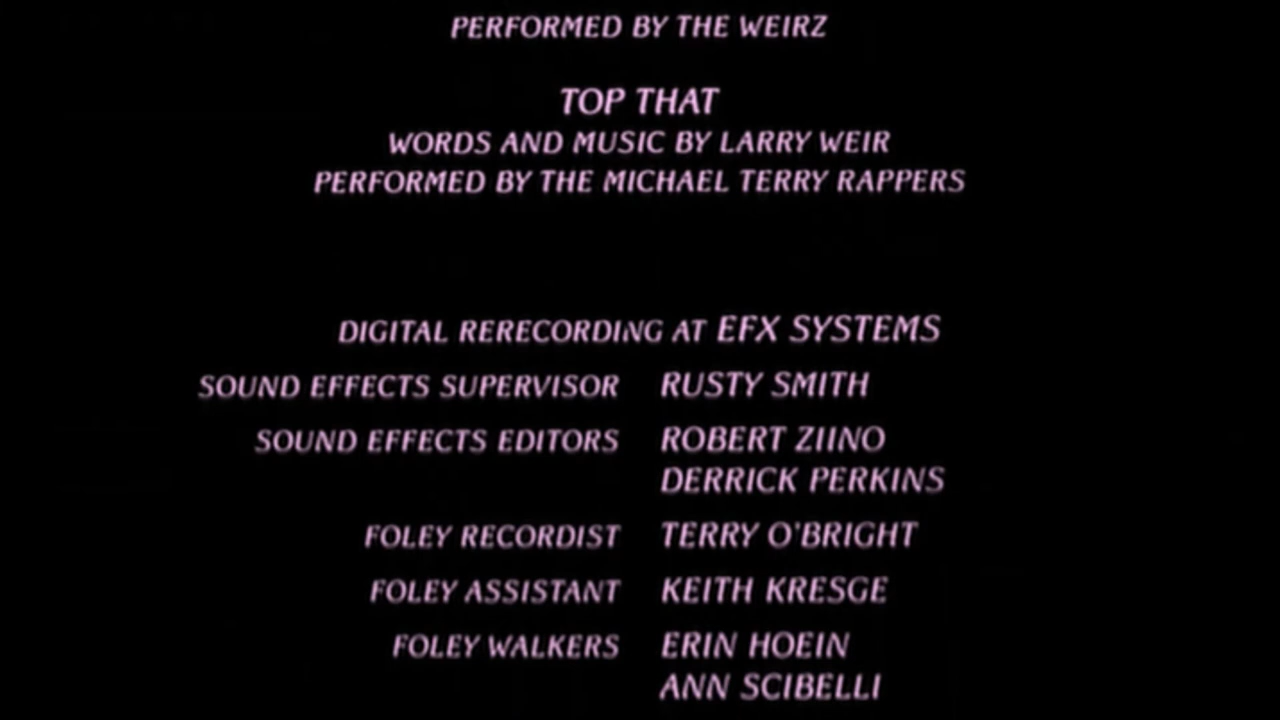 PERFORMED BY THE WEIRZ
TOP THAT
WORDS AND MUSIC BY LARRY WEIR
PERFORMED BY THE MICHAEL TERRY RAPPERS
DIGITAL RERECORDING AT EFX SYSTEMS
SOUND EFFECTS SUPERVISOR RUSTY SMITH
SOUND EFFECTS EDITORS ROBERT ZIINO
DERRICK PERKINS
FOLEY RECORDIST TERRY O'BRIGHT
FOLEY ASSISTANT KEITH KRESGE
FOLEY WALKERS ERIN HOEIN
ANN SCIBELLI